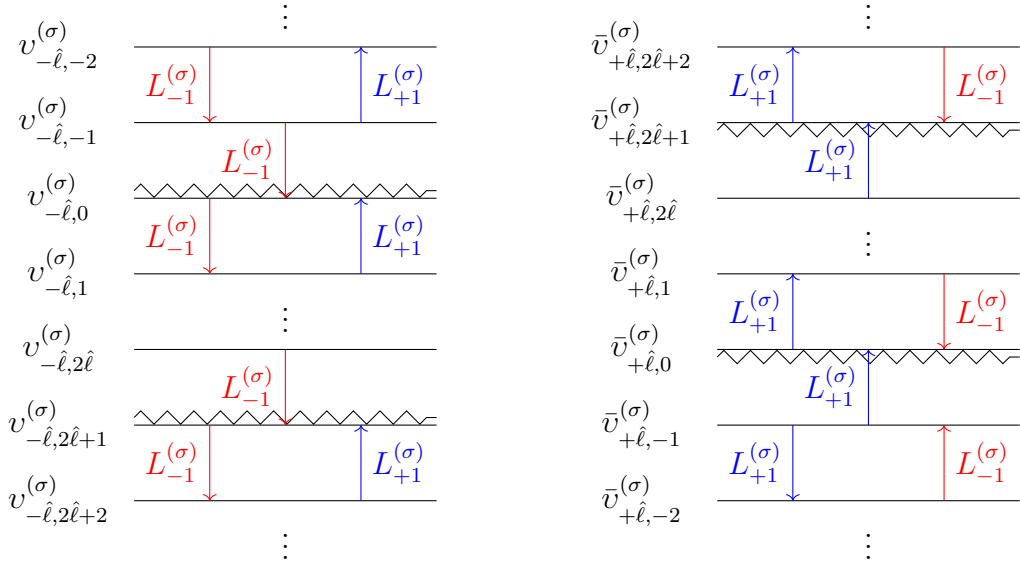 ⋮ ⋮
υ^{(σ)}_{-ℓ̂,-2} ῡ^{(σ)}_{+ℓ̂,2ℓ̂+2}
L^{(σ)}_{-1} L^{(σ)}_{+1} L^{(σ)}_{+1} L^{(σ)}_{-1}
υ^{(σ)}_{-ℓ̂,-1} ῡ^{(σ)}_{+ℓ̂,2ℓ̂+1}
L^{(σ)}_{-1} L^{(σ)}_{+1}
υ^{(σ)}_{-ℓ̂,0} ῡ^{(σ)}_{+ℓ̂,2ℓ̂}
L^{(σ)}_{-1} L^{(σ)}_{+1} ⋮
υ^{(σ)}_{-ℓ̂,1} ῡ^{(σ)}_{+ℓ̂,1}
⋮ L^{(σ)}_{+1} L^{(σ)}_{-1}
υ^{(σ)}_{-ℓ̂,2ℓ̂} ῡ^{(σ)}_{+ℓ̂,0}
L^{(σ)}_{-1} L^{(σ)}_{+1}
υ^{(σ)}_{-ℓ̂,2ℓ̂+1} ῡ^{(σ)}_{+ℓ̂,-1}
L^{(σ)}_{-1} L^{(σ)}_{+1} L^{(σ)}_{+1} L^{(σ)}_{-1}
υ^{(σ)}_{-ℓ̂,2ℓ̂+2} ῡ^{(σ)}_{+ℓ̂,-2}
⋮ ⋮